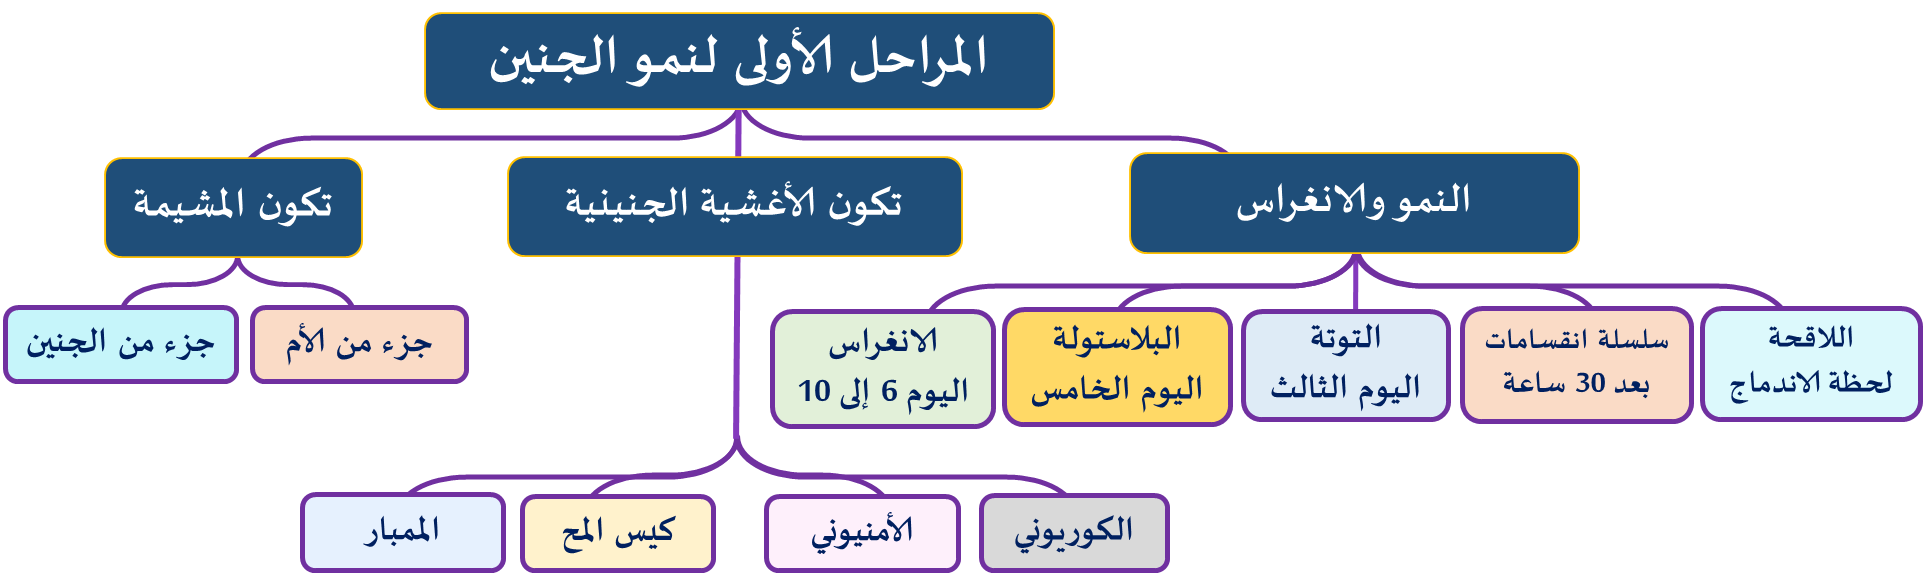 المراحل الأولى لنمو الجنين
النمو والانغراس
تكون الأغشية الجنينية
تكون المشيمة
اللاقحة
لحظة الاندماج
سلسلة انقسامات
بعد 30 ساعة
التوتة
اليوم الثالث
البلاستولة
اليوم الخامس
الانغراس
اليوم 6 إلى 10
جزء من الأم
جزء من الجنين
الكوريوني
الأمنيوني
كيس المح
الممبار